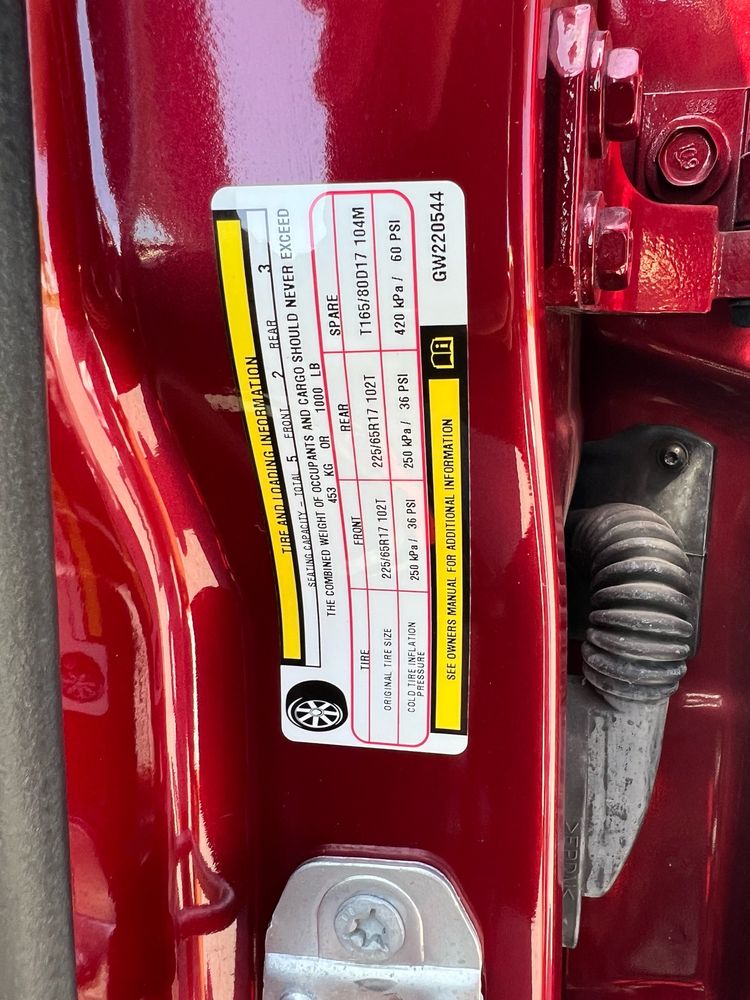 TIRE AND LOADING INFORMATION
SEATING CAPACITY - TOTAL 5 FRONT 2 REAR 3
THE COMBINED WEIGHT OF OCCUPANTS AND CARGO SHOULD NEVER EXCEED
453 KG OR 1000 LB
TIRE FRONT REAR SPARE
ORIGINAL TIRE SIZE 225/65R17 102T 225/65R17 102T T165/80D17 104M
COLD TIRE INFLATION PRESSURE 250 kPa/ 36 PSI 250 kPa/ 36 PSI 420 kPa/ 60 PSI
SEE OWNERS MANUAL FOR ADDITIONAL INFORMATION
GW220544
>EPDM<